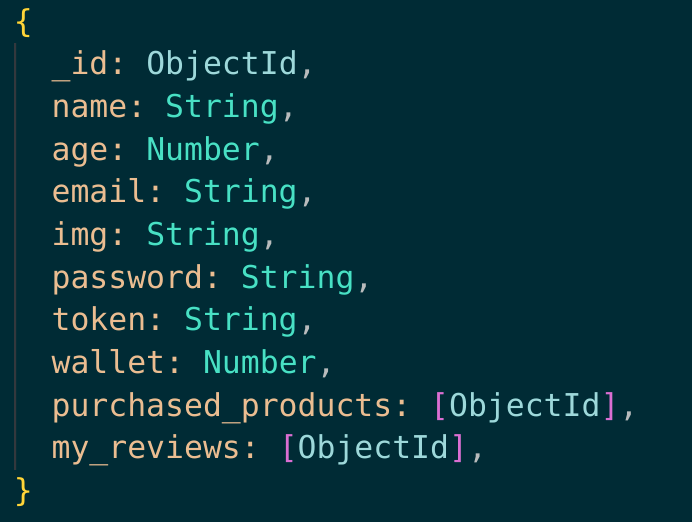 {
_id: ObjectId,
name: String,
age: Number,
email: String,
img: String,
password: String,
token: String,
wallet: Number,
purchased_products: [ObjectId],
my_reviews: [ObjectId],
}